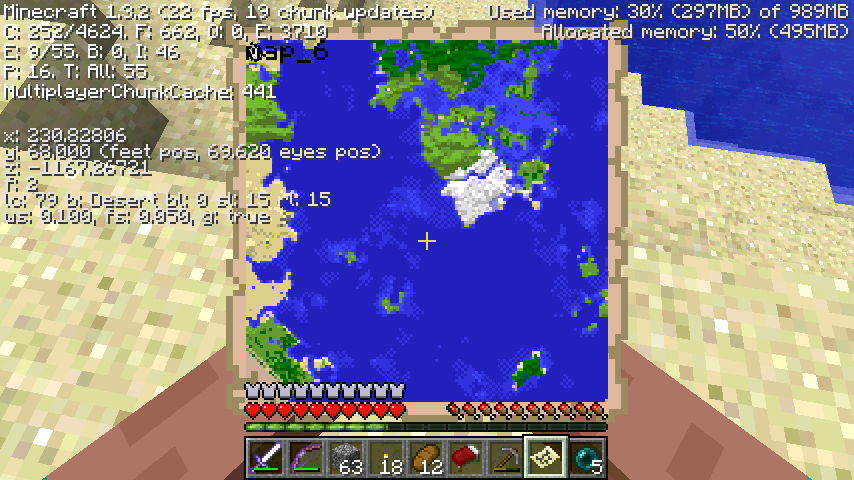 Minecraft 1.3.2 (22 fps, 19 chunk updates)
Used memory: 30% (297MB) of 989MB
C: 252/4624, F: 662, O: 0, E: 3710
Allocated memory: 50% (495MB)
E: 9/55. B: 0, I: 46
Map_6
P: 16. T: All: 55
MultiplayerChunkCache: 441
x: 230.82806
y: 68.000 (feet pos, 69.620 eyes pos)
z: -1167.26721
f: 2
lc: 79 b: Desert bl: 0 sl: 15 rl: 15
ws: 0.100, fs: 0.050, g: true
63
18
12
5